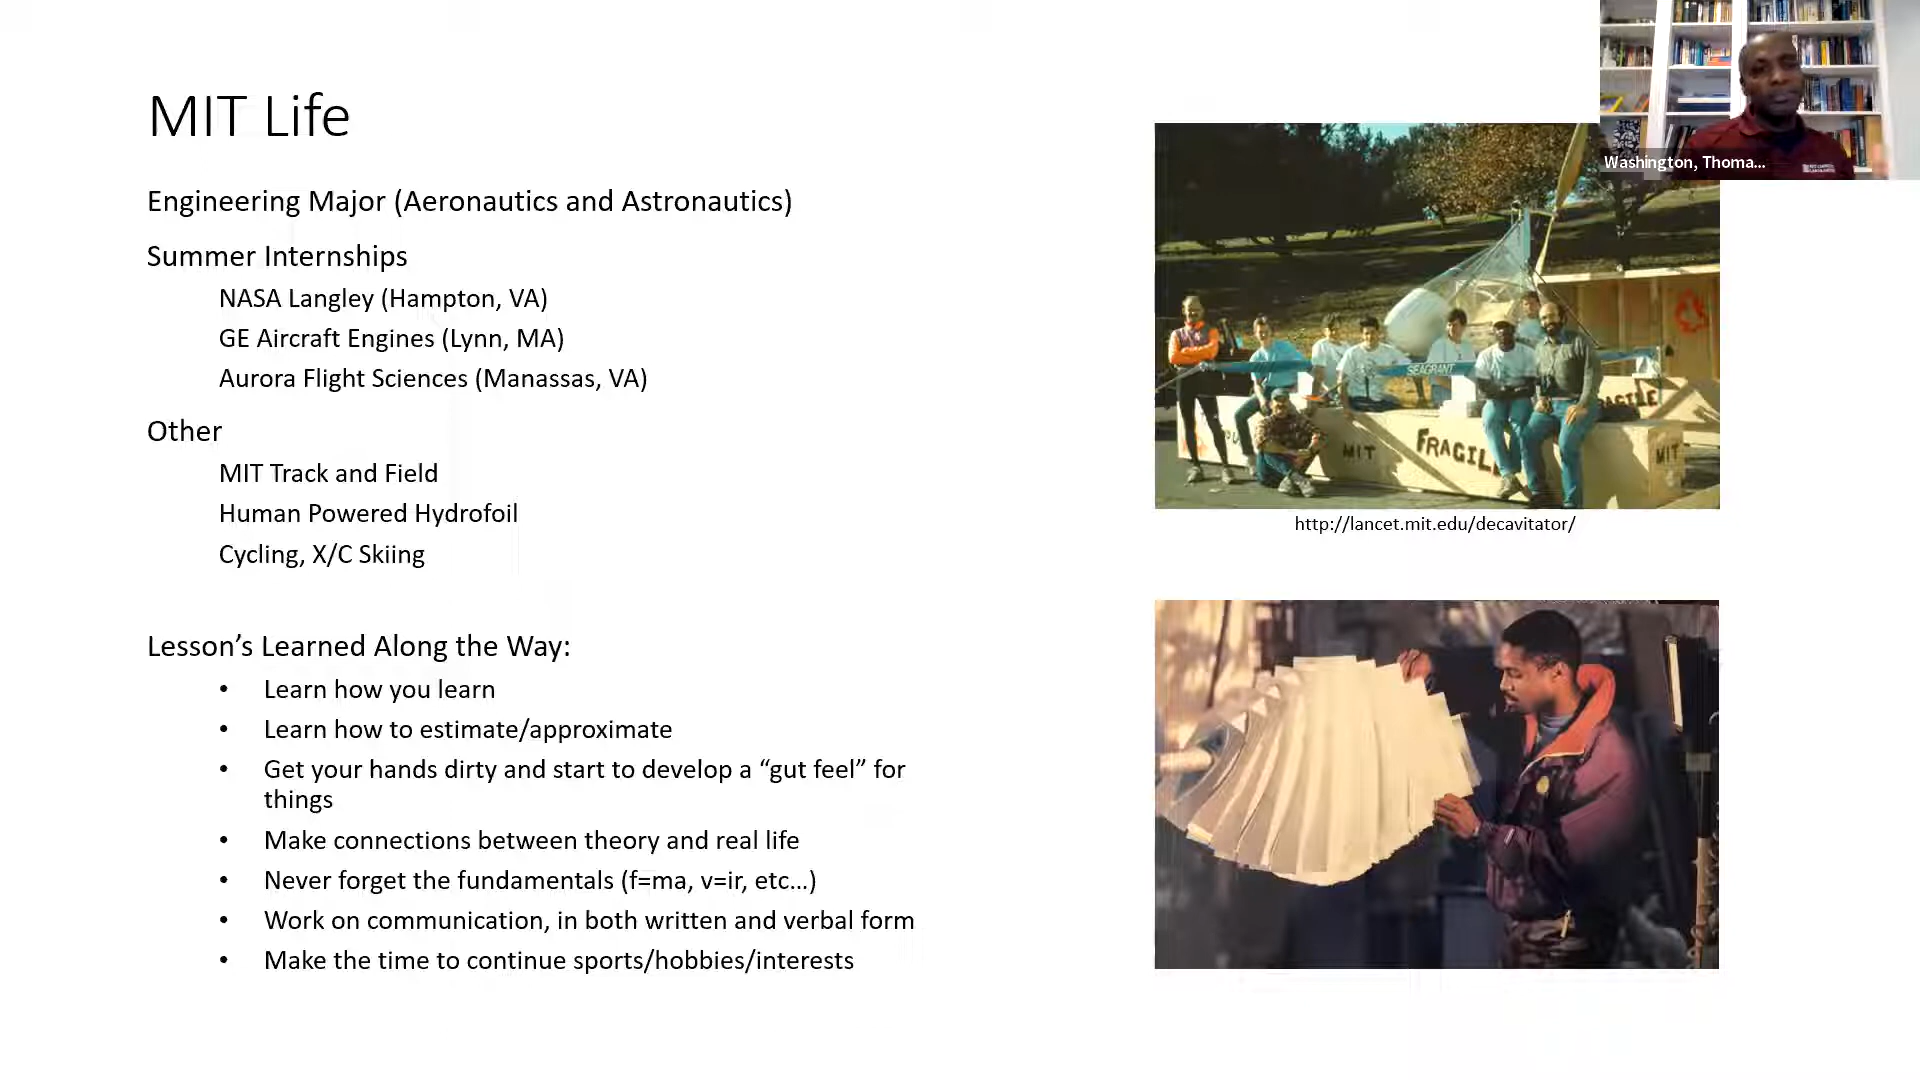 MIT Life
Engineering Major (Aeronautics and Astronautics)
Summer Internships
NASA Langley (Hampton, VA)
GE Aircraft Engines (Lynn, MA)
Aurora Flight Sciences (Manassas, VA)
Other
MIT Track and Field
Human Powered Hydrofoil
Cycling, X/C Skiing
Lesson’s Learned Along the Way:
• Learn how you learn
• Learn how to estimate/approximate
• Get your hands dirty and start to develop a “gut feel” for
things
• Make connections between theory and real life
• Never forget the fundamentals (f=ma, v=ir, etc…)
• Work on communication, in both written and verbal form
• Make the time to continue sports/hobbies/interests
Washington, Thoma...
SEAGRANT
MIT
FRAGIL
MIT
http://lancet.mit.edu/decavitator/